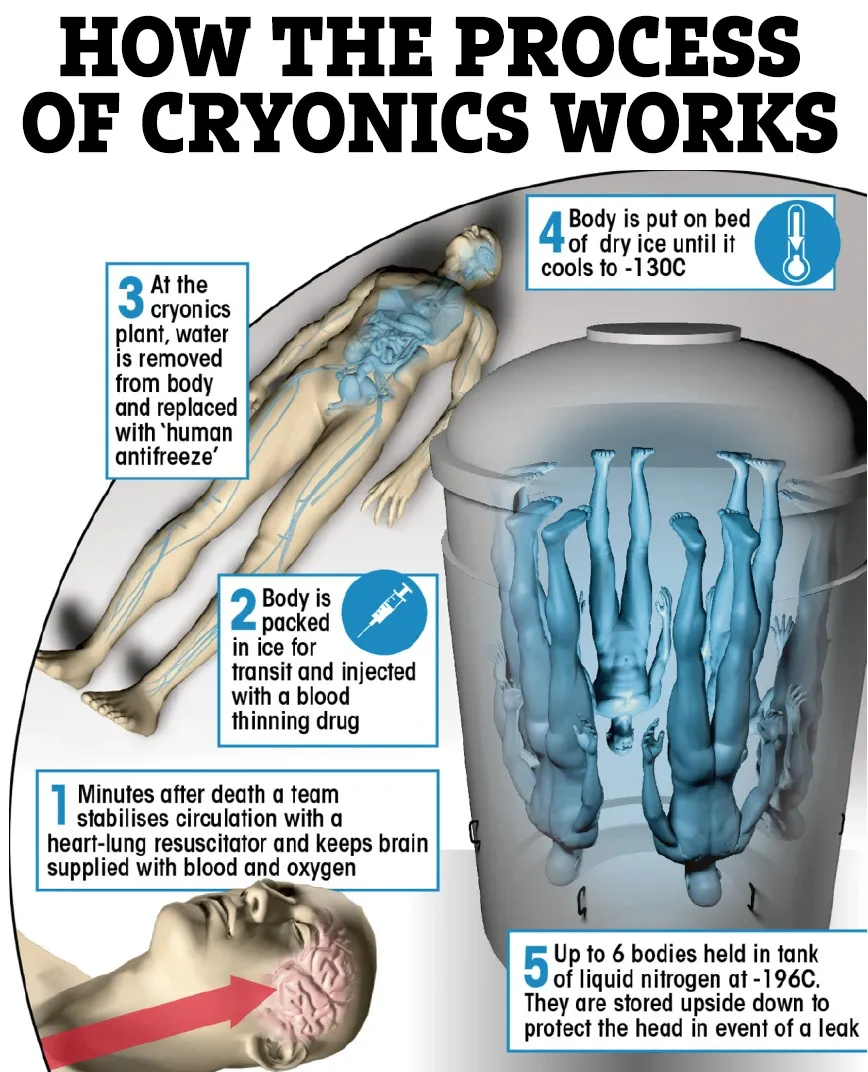 HOW THE PROCESS
OF CRYONICS WORKS
1 Minutes after death a team
stabilises circulation with a
heart-lung resuscitator and keeps brain
supplied with blood and oxygen
2 Body is
packed
in ice for
transit and injected
with a blood
thinning drug
3 At the
cryonics
plant, water
is removed
from body
and replaced
with ‘human
antifreeze’
4 Body is put on bed
of dry ice until it
cools to -130C
5 Up to 6 bodies held in tank
of liquid nitrogen at -196C.
They are stored upside down to
protect the head in event of a leak